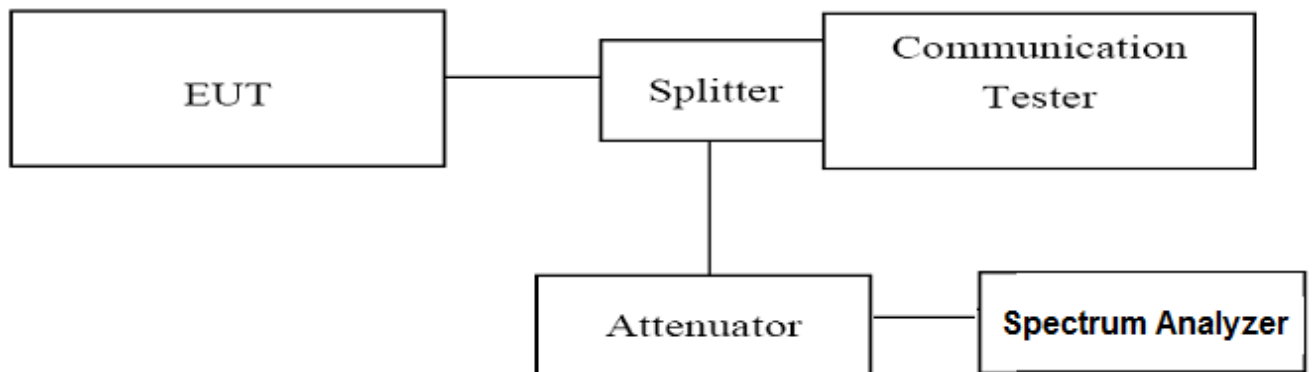 EUT
Splitter
Communication
Tester
Attenuator
Spectrum Analyzer